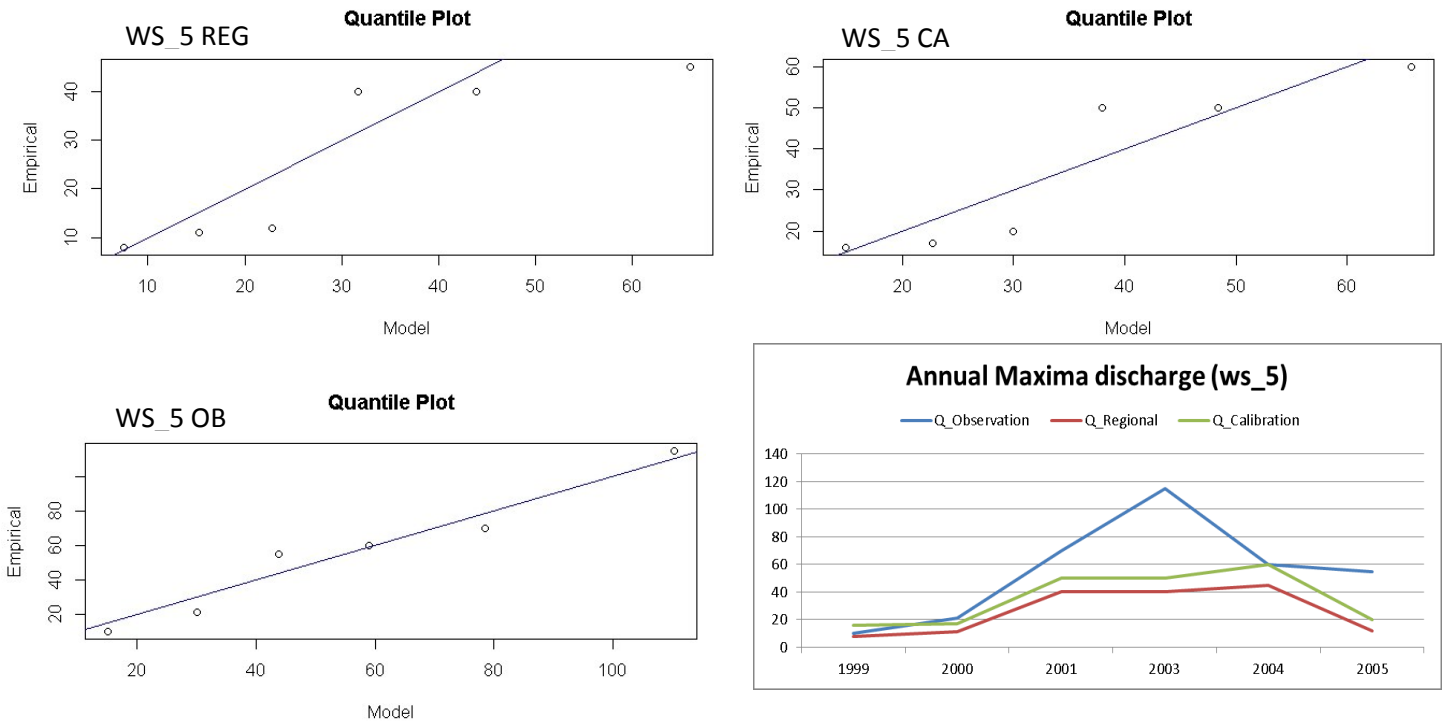 WS_5 REG
Quantile Plot
Empirical
40
30
20
10
10 20 30 40 50 60
Model
WS_5 CA
Quantile Plot
Empirical
60
50
40
30
20
20 30 40 50 60
Model
WS_5 OB
Quantile Plot
Empirical
80
60
40
20
20 40 60 80 100
Model
Annual Maxima discharge (ws_5)
Q_Observation Q_Regional Q_Calibration
140
120
100
80
60
40
20
0
1999 2000 2001 2003 2004 2005